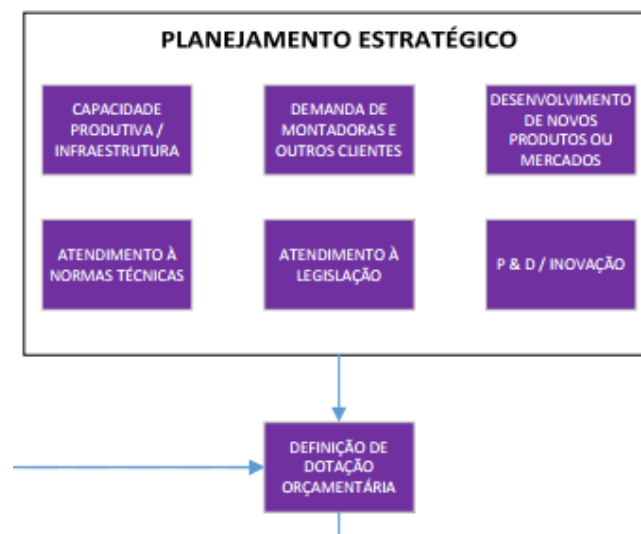 PLANEJAMENTO ESTRATÉGICO
CAPACIDADE
PRODUTIVA /
INFRAESTRUTURA
DEMANDA DE
MONTADORAS E
OUTROS CLIENTES
DESENVOLVIMENTO
DE NOVOS
PRODUTOS OU
MERCADOS
ATENDIMENTO À
NORMAS TÉCNICAS
ATENDIMENTO À
LEGISLAÇÃO
P & D / INOVAÇÃO
DEFINIÇÃO DE
DOTAÇÃO
ORÇAMENTÁRIA